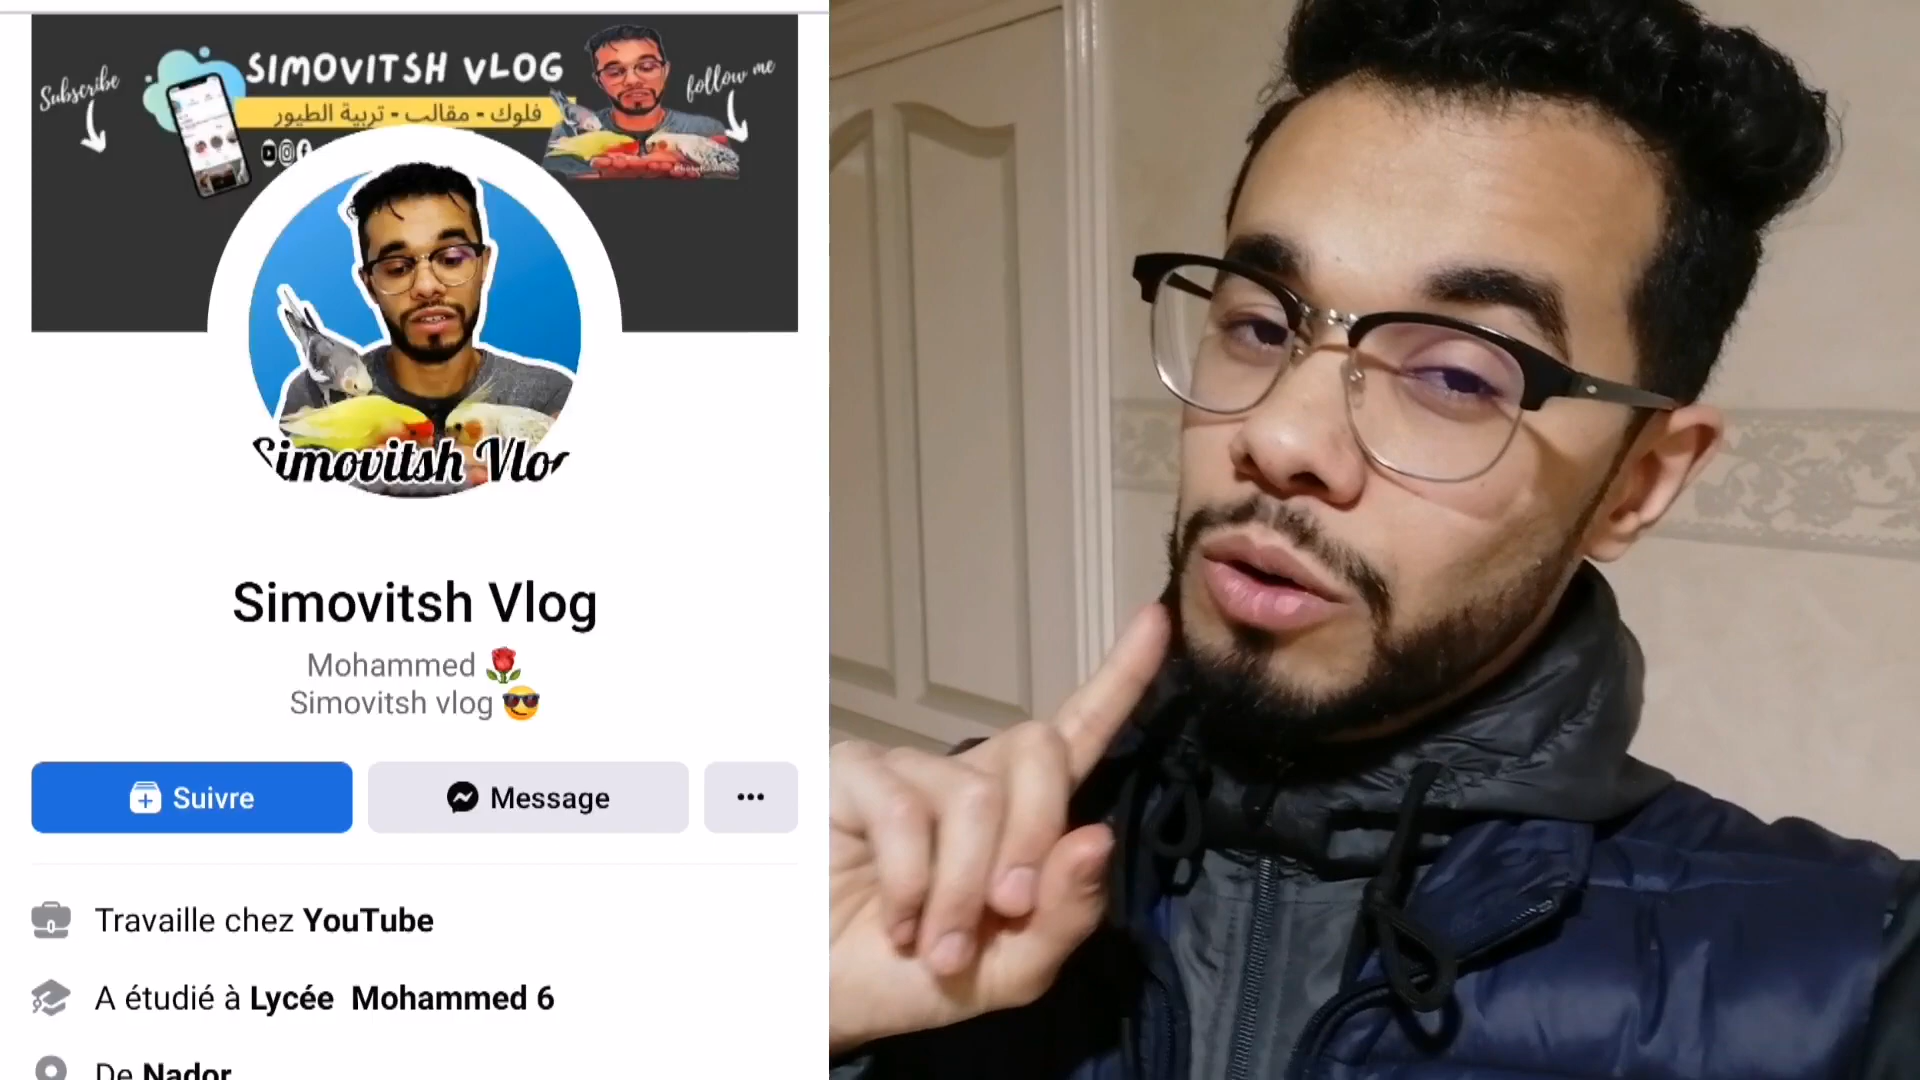 Subscribe
SIMOVITSH VLOG
follow me
فلوك - مقالب - تربية الطيور
Simovitsh Vlog
Simovitsh Vlog
Mohammed 🌹
Simovitsh vlog 😎
Suivre
Message
Travaille chez YouTube
A étudié à Lycée Mohammed 6
De Nador